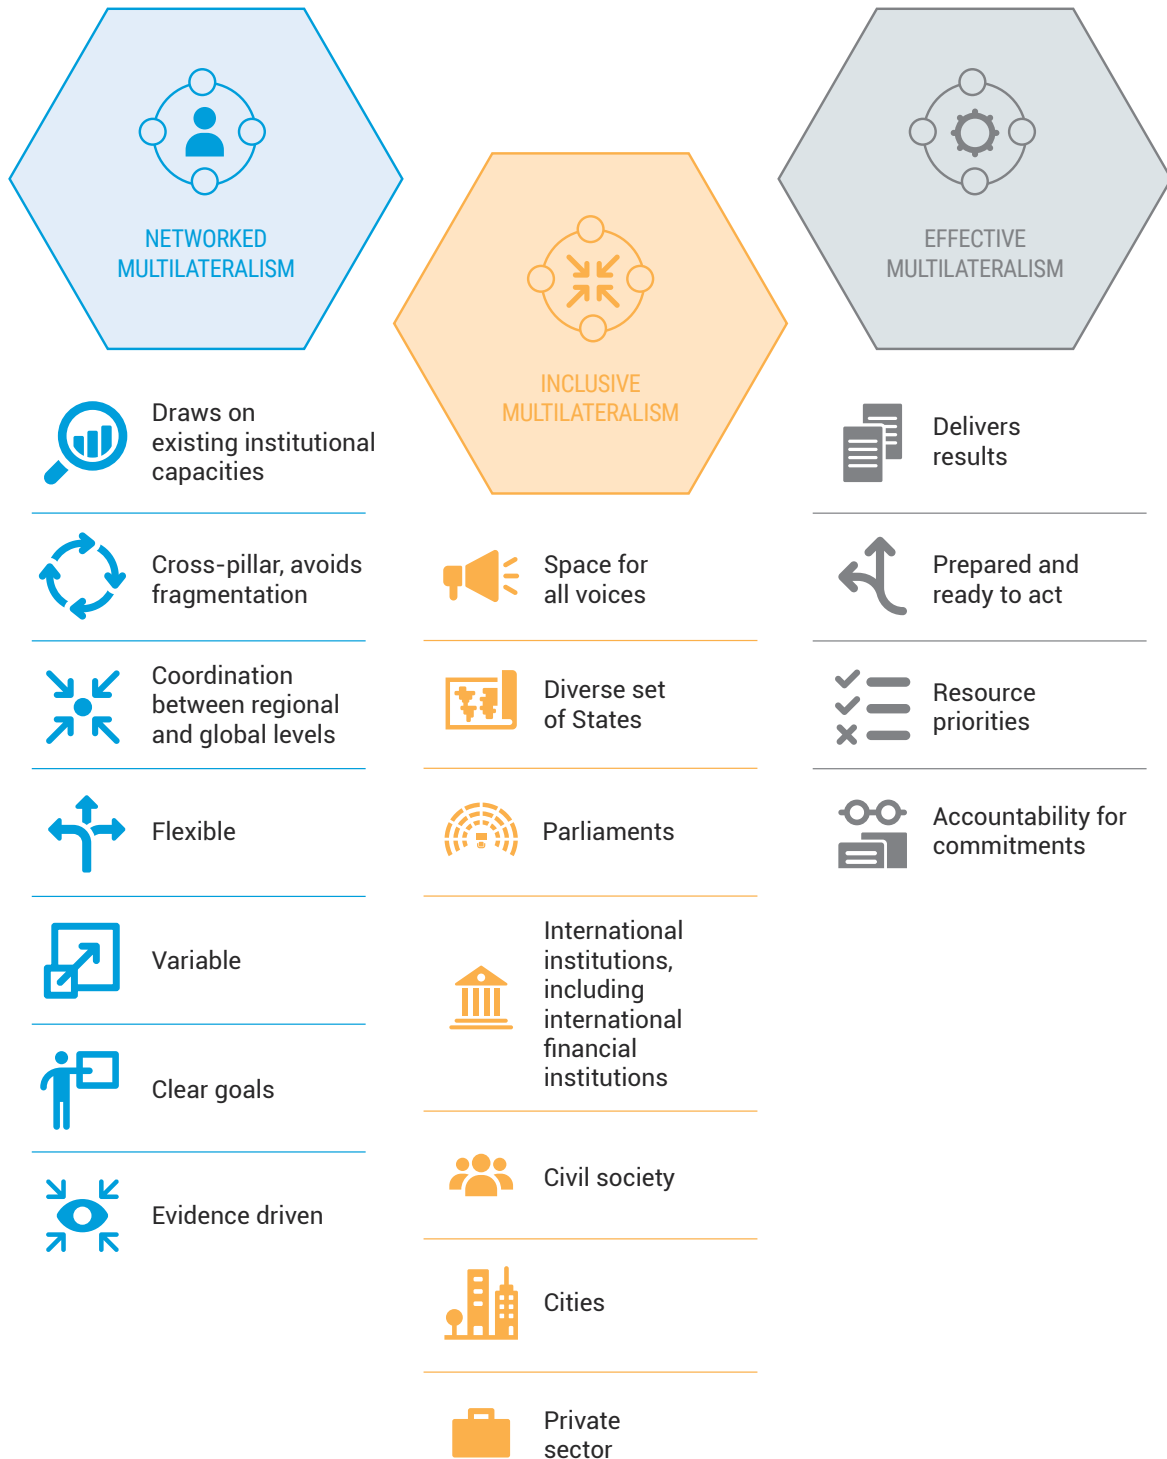 NETWORKED
MULTILATERALISM
Draws on
existing institutional
capacities
Cross-pillar, avoids
fragmentation
Coordination
between regional
and global levels
Flexible
Variable
Clear goals
Evidence driven
INCLUSIVE
MULTILATERALISM
Space for
all voices
Diverse set
of States
Parliaments
International
institutions,
including
international
financial
institutions
Civil society
Cities
Private
sector
EFFECTIVE
MULTILATERALISM
Delivers
results
Prepared and
ready to act
Resource
priorities
Accountability for
commitments